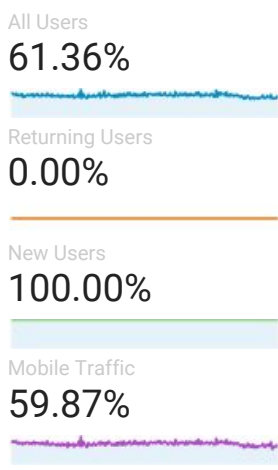 All Users
61.36%
Returning Users
0.00%
New Users
100.00%
Mobile Traffic
59.87%